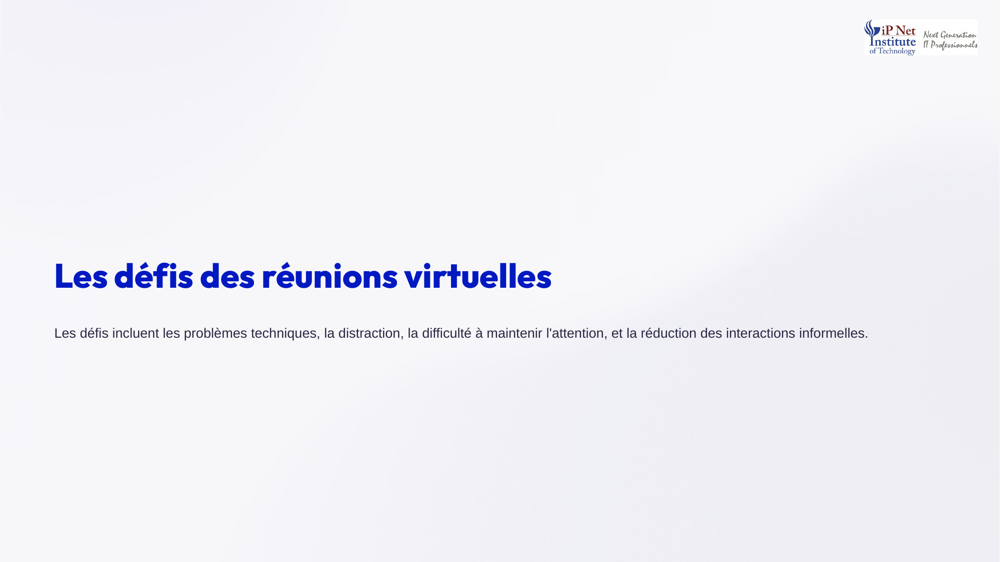 iP Net
Institute
of Technology
Next Generation
IT Professionnels
Les défis des réunions virtuelles
Les défis incluent les problèmes techniques, la distraction, la difficulté à maintenir l'attention, et la réduction des interactions informelles.